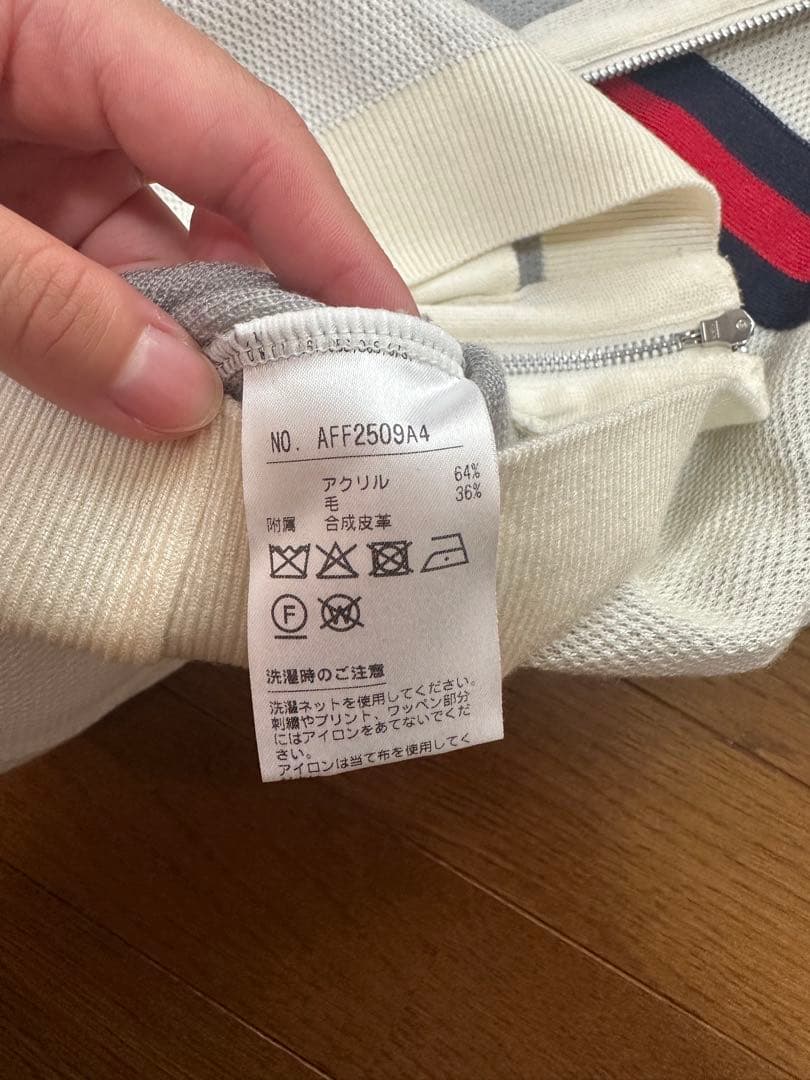 NO. AFF2509A4
アクリル 64%
毛 36%
附属 合成皮革
F W
洗濯時のご注意
洗濯ネットを使用してください。
刺繍やプリント、ワッペン部分
にはアイロンをあてないでくだ
さい。
アイロンは当て布を使用してく